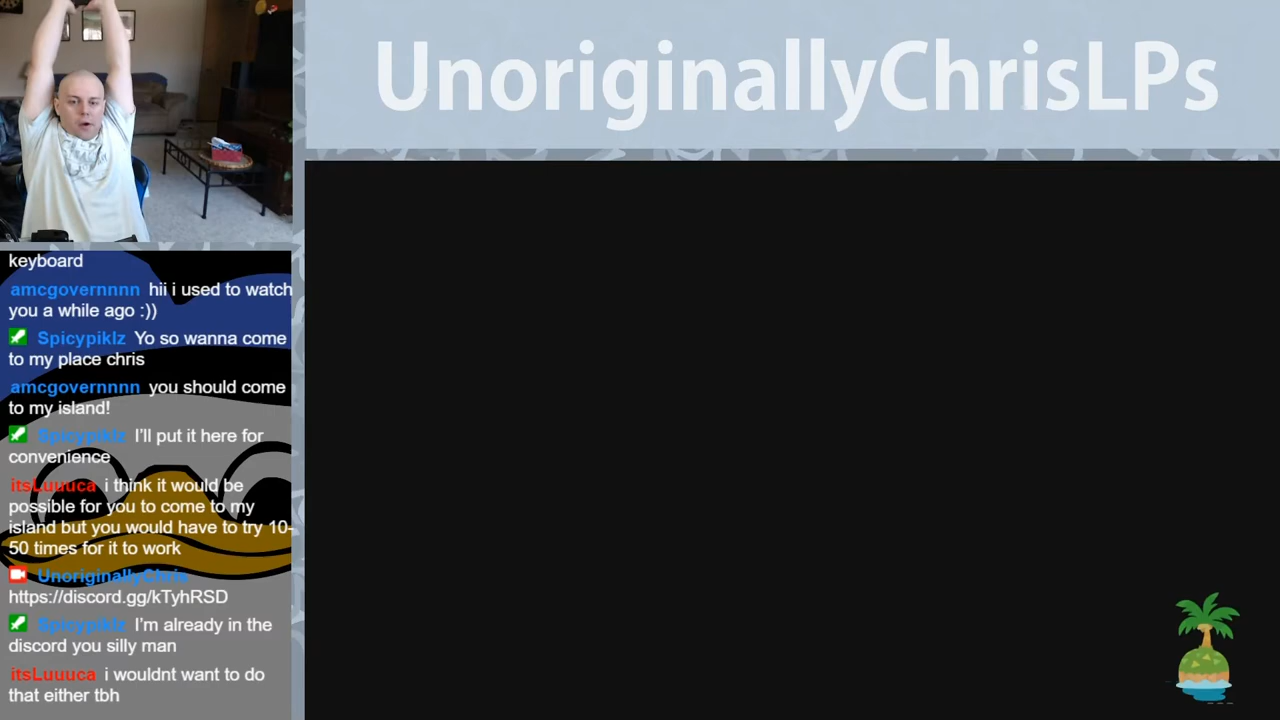 UnoriginallyChrisLPs
keyboard
amcgovernnnn hii i used to watch
you a while ago :))
Spicypiklz Yo so wanna come
to my place chris
amcgovernnnn you should come
to my island!
Spicypiklz I’ll put it here for
convenience
itsLuuuca i think it would be
possible for you to come to my
island but you would have to try 10-
50 times for it to work
UnoriginallyChris
https://discord.gg/kTyhRSD
Spicypiklz I’m already in the
discord you silly man
itsLuuuca i wouldnt want to do
that either tbh